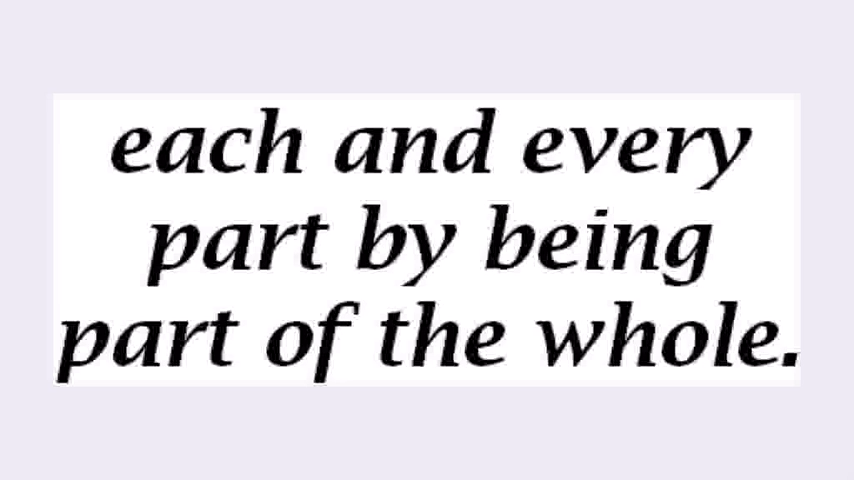 each and every
part by being
part of the whole.